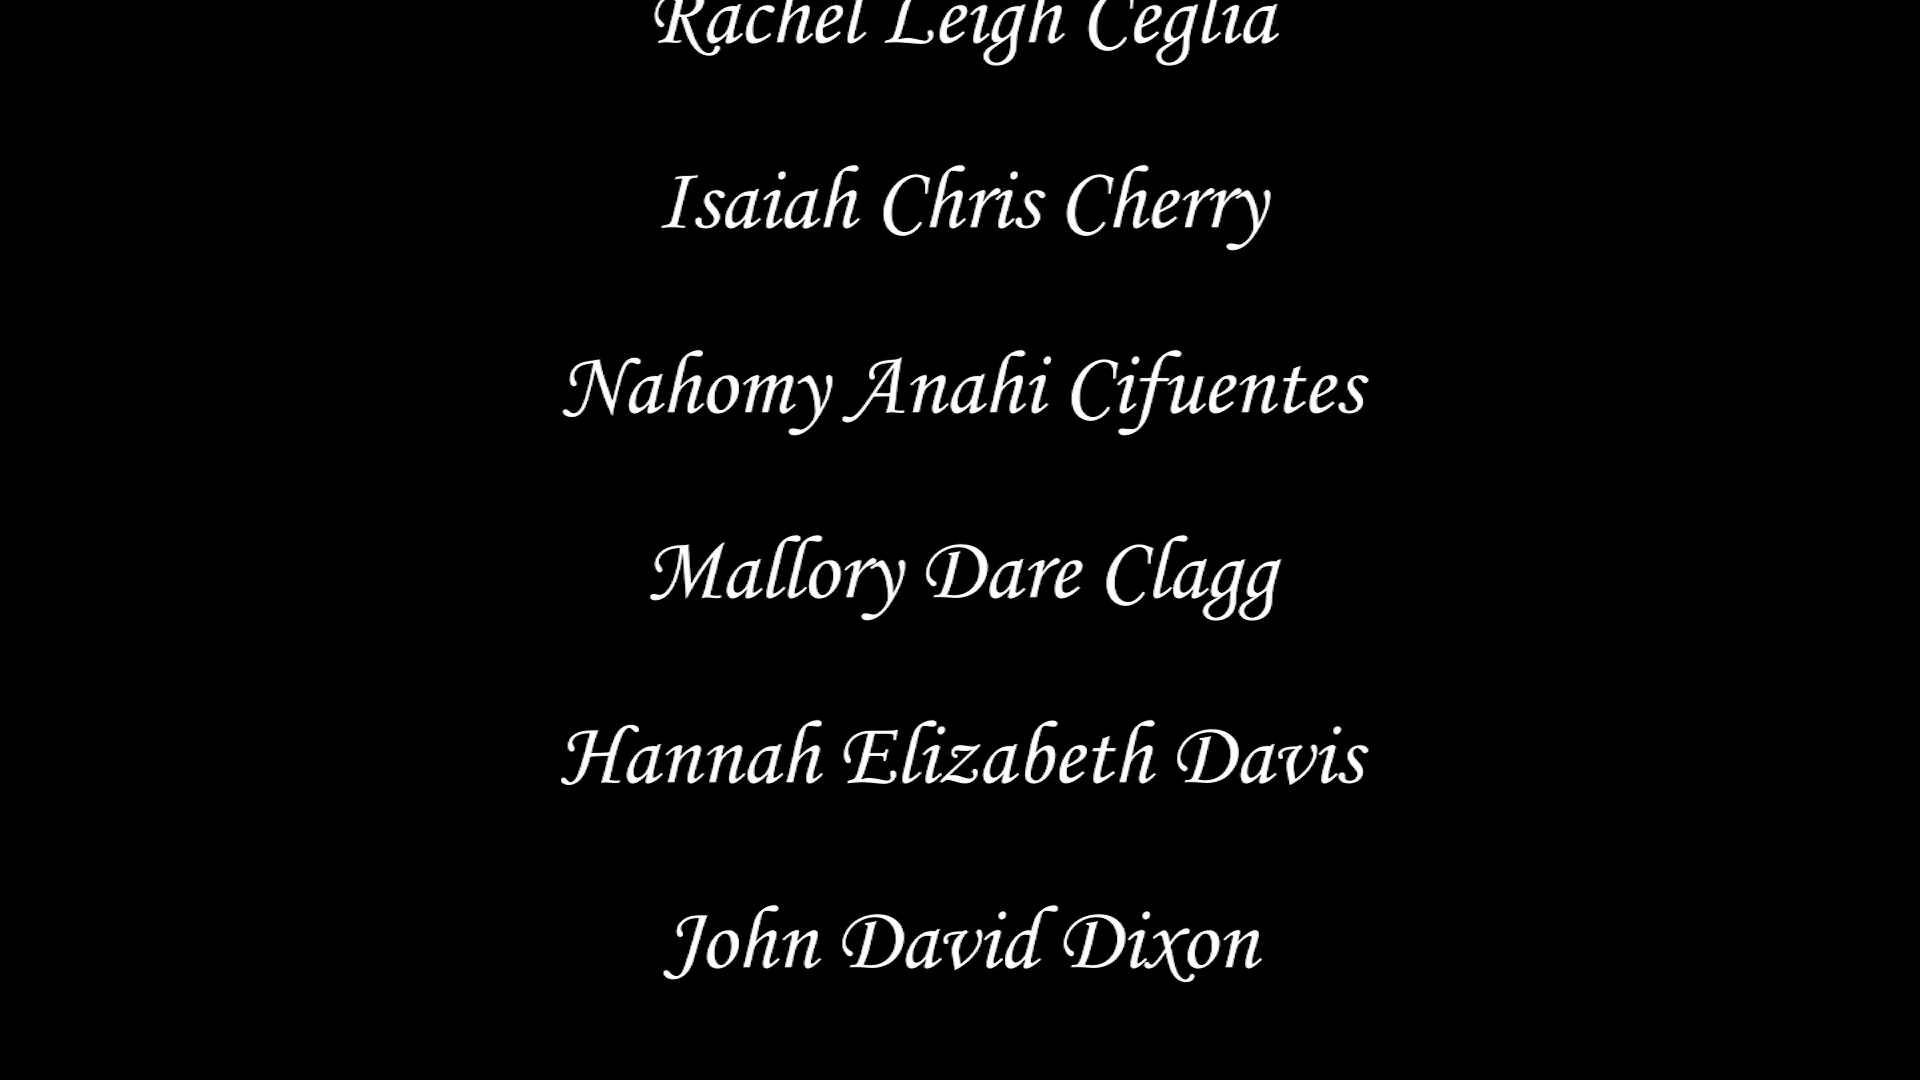 Rachel Leigh Ceglia
Isaiah Chris Cherry
Nahomy Anahi Cifuentes
Mallory Dare Clagg
Hannah Elizabeth Davis
John David Dixon